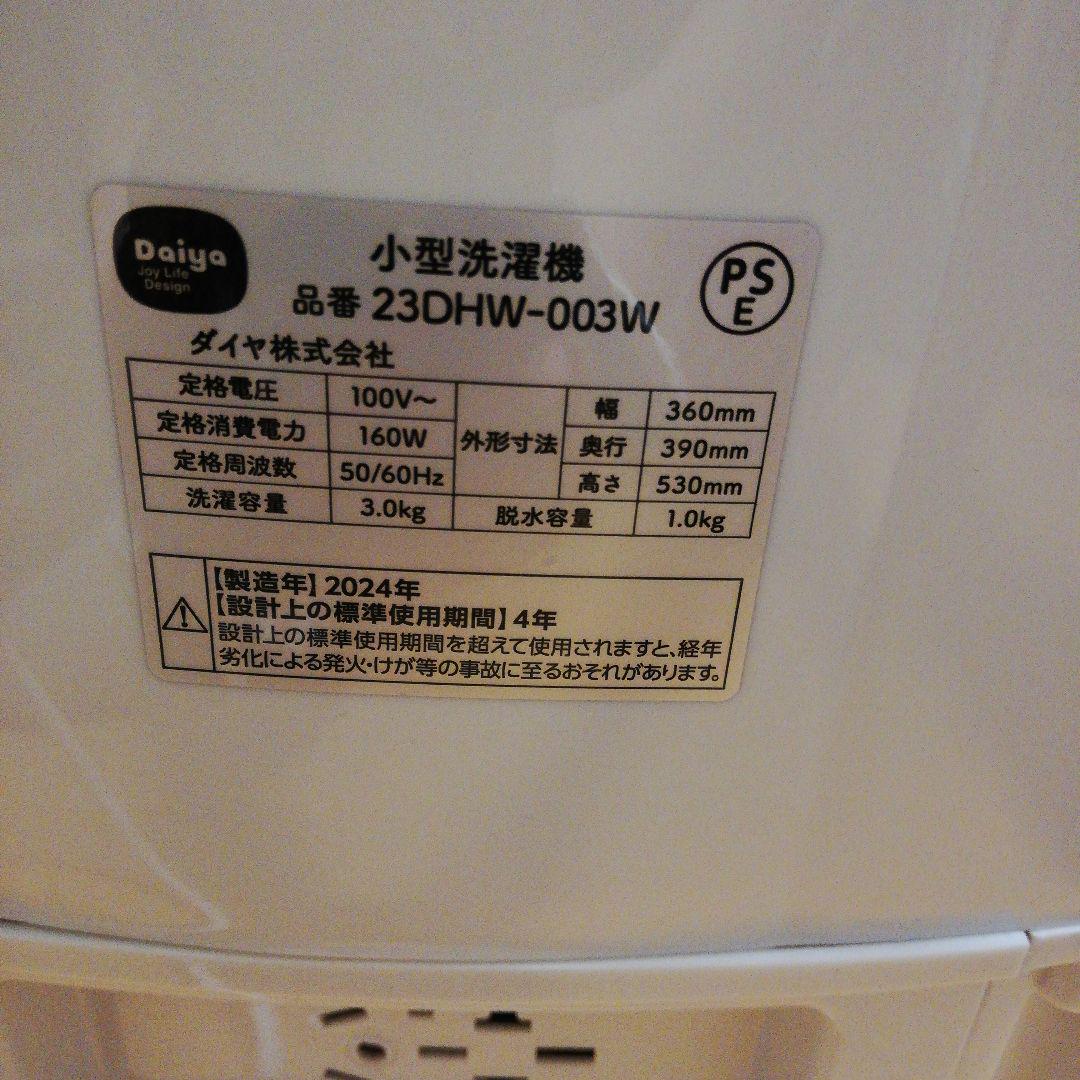 Daiya
Joy Life
Design
小型洗濯機
品番 23DHW-003W
PS
E
ダイヤ株式会社
定格電圧 100V～
定格消費電力 160W
定格周波数 50/60Hz
洗濯容量 3.0kg
外形寸法
幅 360mm
奥行 390mm
高さ 530mm
脱水容量 1.0kg
【製造年】2024年
【設計上の標準使用期間】4年
設計上の標準使用期間を超えて使用されますと、経年
劣化による発火・けが等の事故に至るおそれがあります。